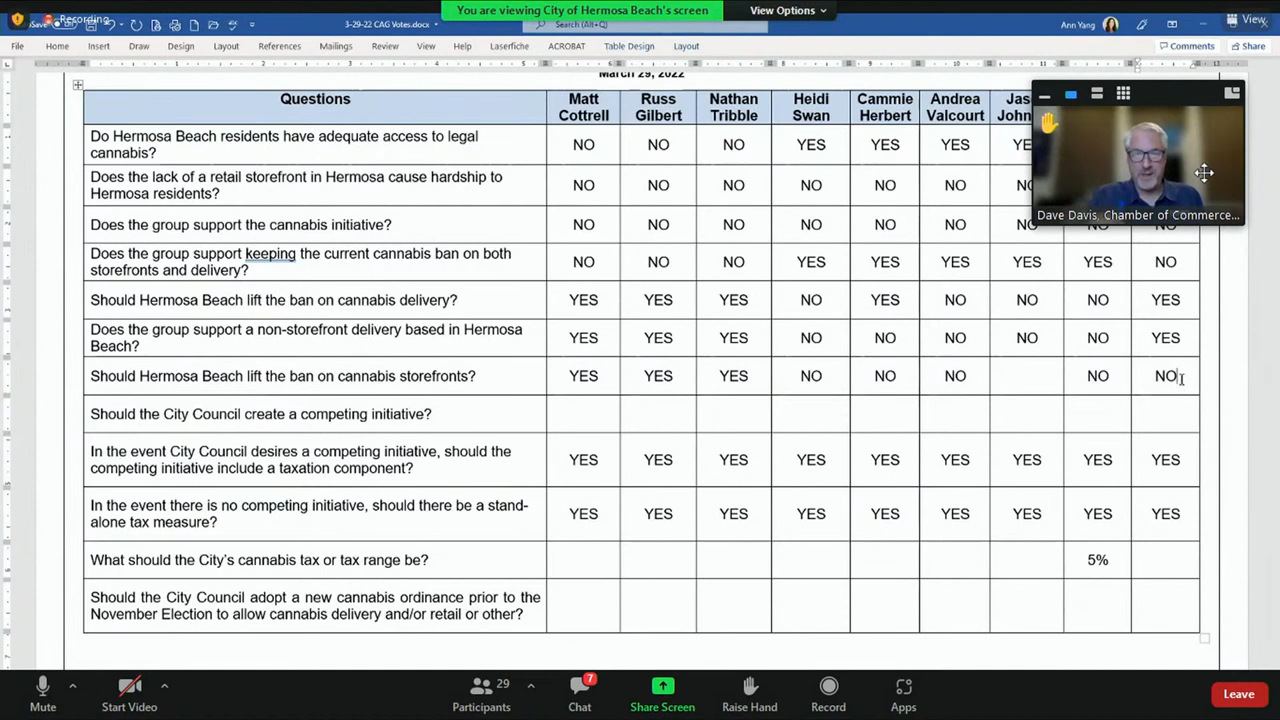 Recording
Save
3-29-22 CAG Votes.docx
You are viewing City of Hermosa Beach's screen
View Options
Search (Alt+Q)
Ann Yang
View
File Home Insert Draw Design Layout References Mailings Review View Help Laserfiche ACROBAT Table Design Layout
Comments Share
March 29, 2022
Questions Matt Cottrell Russ Gilbert Nathan Tribble Heidi Swan Cammie Herbert Andrea Valcourt
Do Hermosa Beach residents have adequate access to legal
cannabis?
NO NO NO YES YES YES YE
Does the lack of a retail storefront in Hermosa cause hardship to
Hermosa residents?
NO NO NO NO NO NO NO
Dave Davis, Chamber of Commerce...
Does the group support the cannabis initiative?
NO NO NO NO NO NO NO NO NO
Does the group support keeping the current cannabis ban on both
storefronts and delivery?
NO NO NO YES YES YES YES YES NO
Should Hermosa Beach lift the ban on cannabis delivery?
YES YES YES NO YES NO NO NO YES
Does the group support a non-storefront delivery based in Hermosa
Beach?
YES YES YES NO NO NO NO NO YES
Should Hermosa Beach lift the ban on cannabis storefronts?
YES YES YES NO NO NO NO NO
Should the City Council create a competing initiative?
In the event City Council desires a competing initiative, should the
competing initiative include a taxation component?
YES YES YES YES YES YES YES YES YES
In the event there is no competing initiative, should there be a stand-
alone tax measure?
YES YES YES YES YES YES YES YES YES
What should the City's cannabis tax or tax range be?
5%
Should the City Council adopt a new cannabis ordinance prior to the
November Election to allow cannabis delivery and/or retail or other?
Mute
Start Video
29
Participants
7
Chat
Share Screen
Raise Hand
Record
Apps
Leave